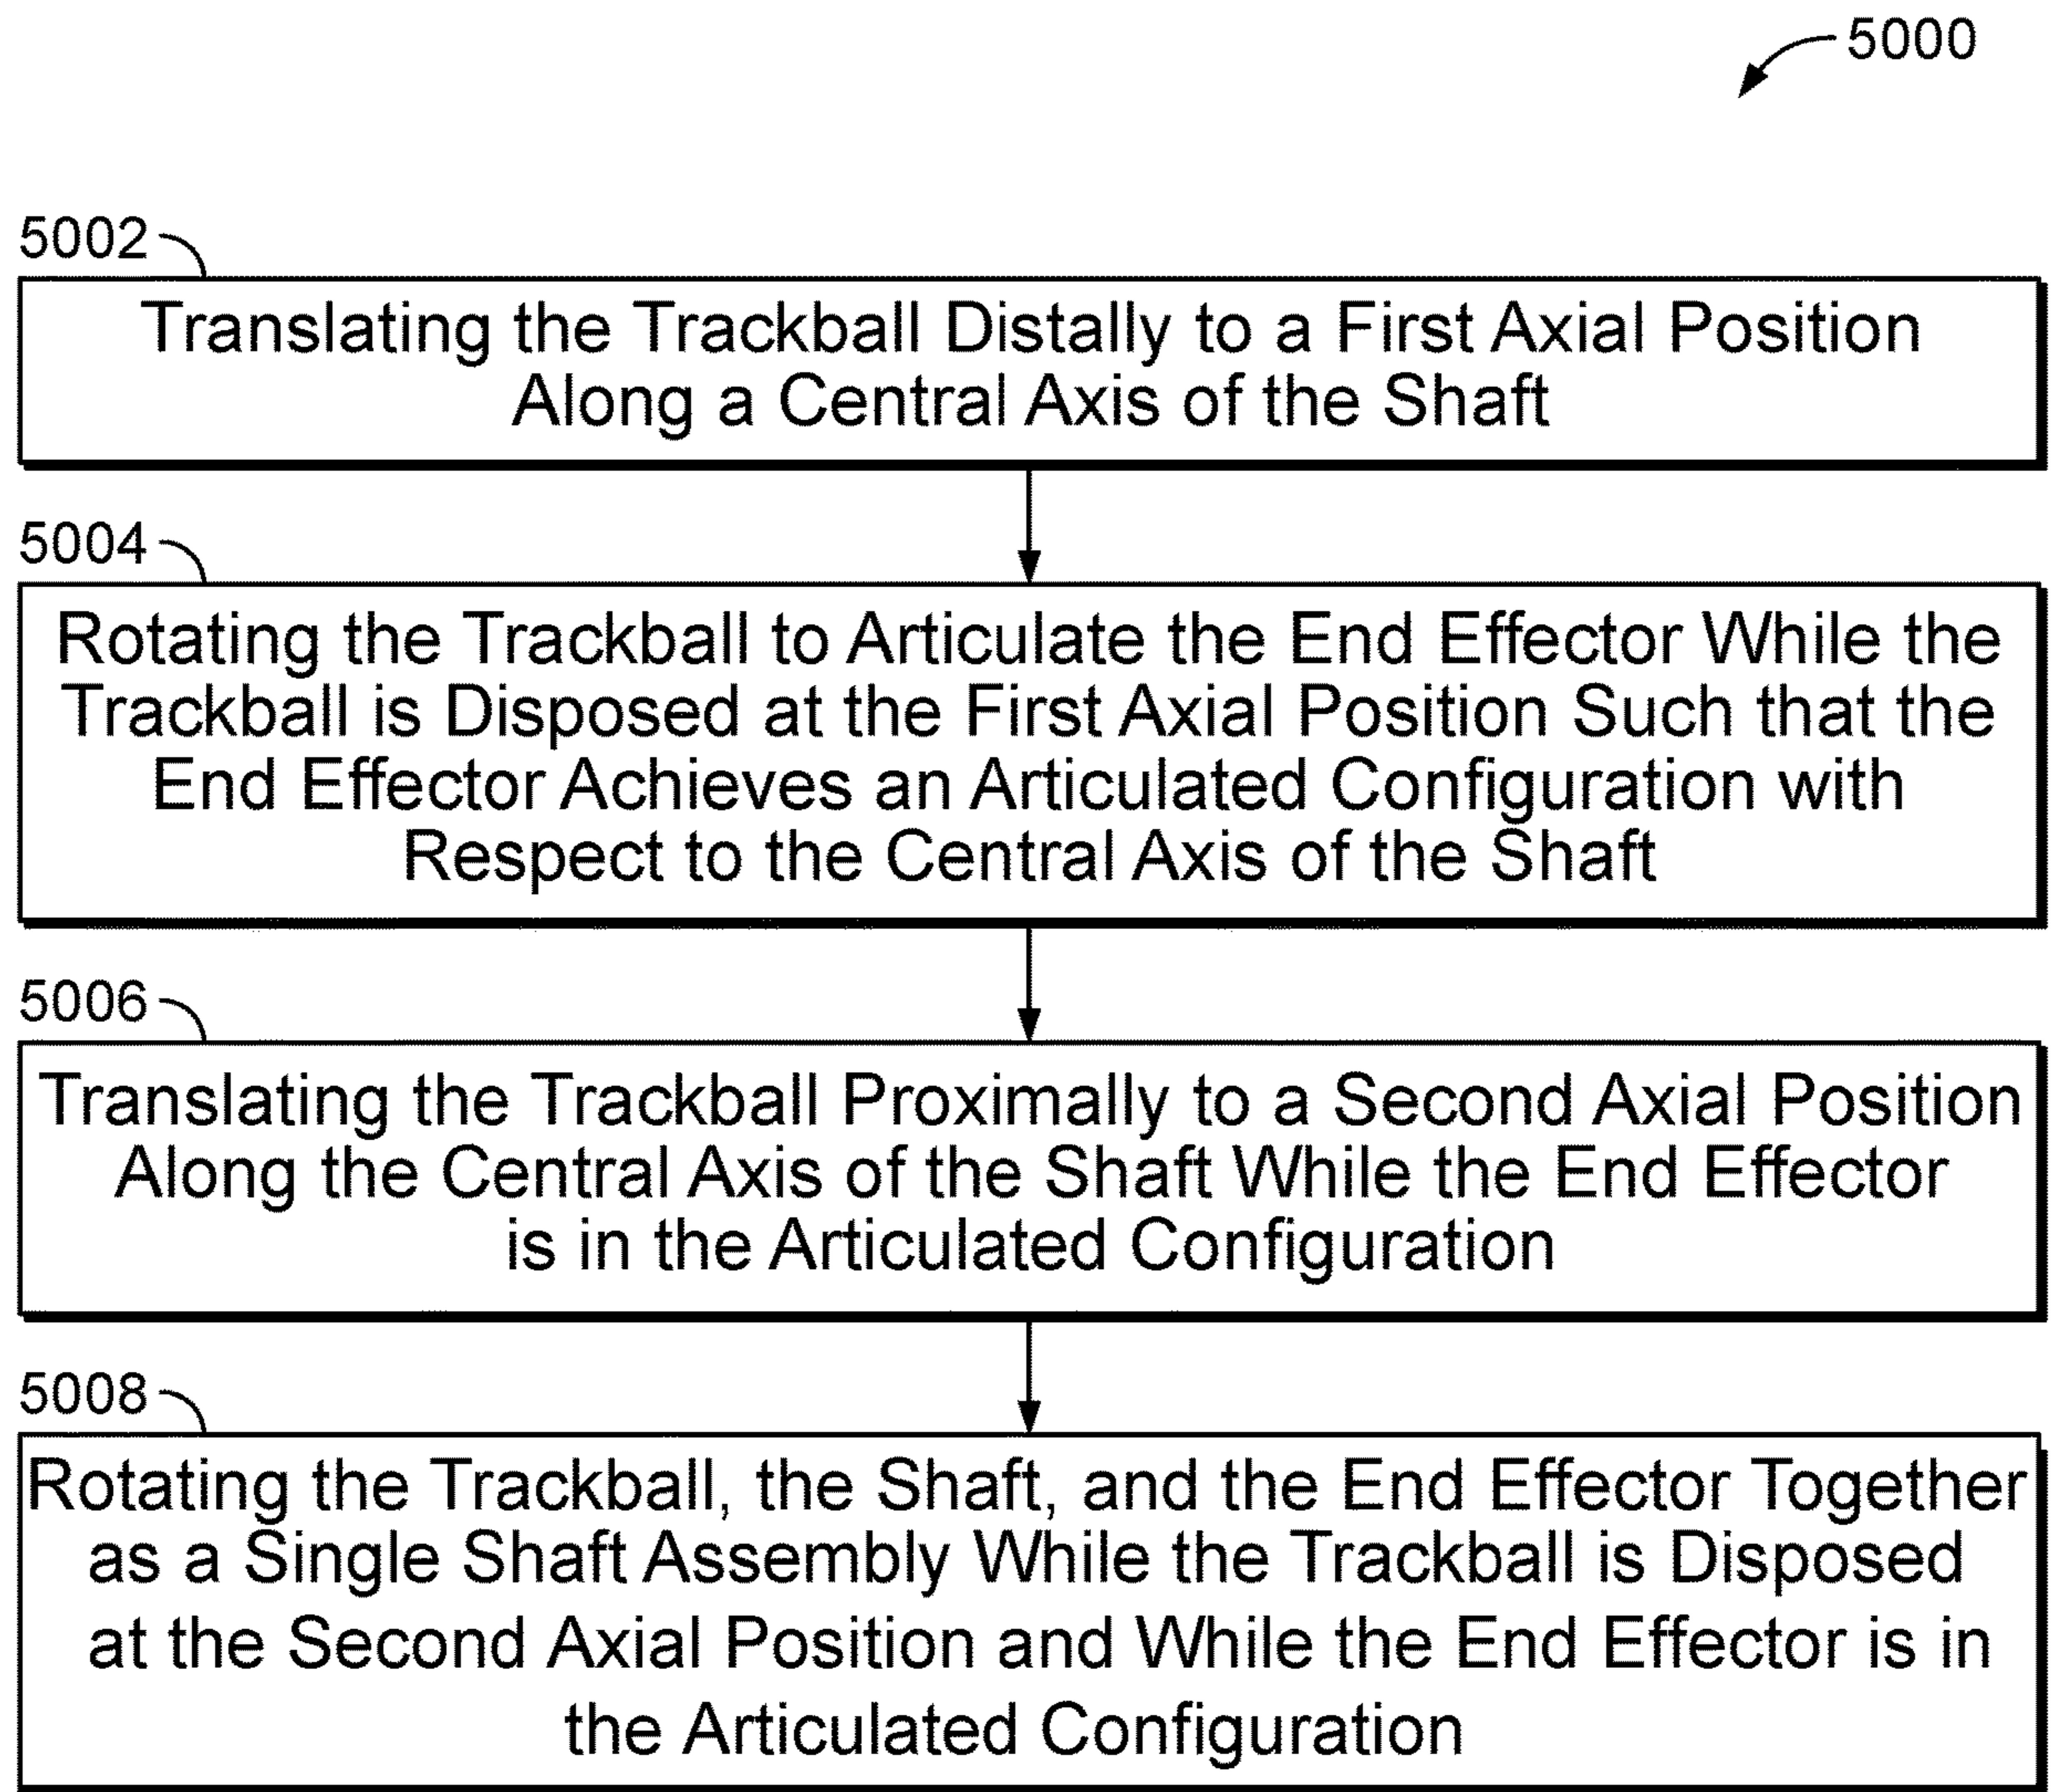 5000
5002
Translating the Trackball Distally to a First Axial Position
Along a Central Axis of the Shaft
5004
Rotating the Trackball to Articulate the End Effector While the
Trackball is Disposed at the First Axial Position Such that the
End Effector Achieves an Articulated Configuration with
Respect to the Central Axis of the Shaft
5006
Translating the Trackball Proximally to a Second Axial Position
Along the Central Axis of the Shaft While the End Effector
is in the Articulated Configuration
5008
Rotating the Trackball, the Shaft, and the End Effector Together
as a Single Shaft Assembly While the Trackball is Disposed
at the Second Axial Position and While the End Effector is in
the Articulated Configuration